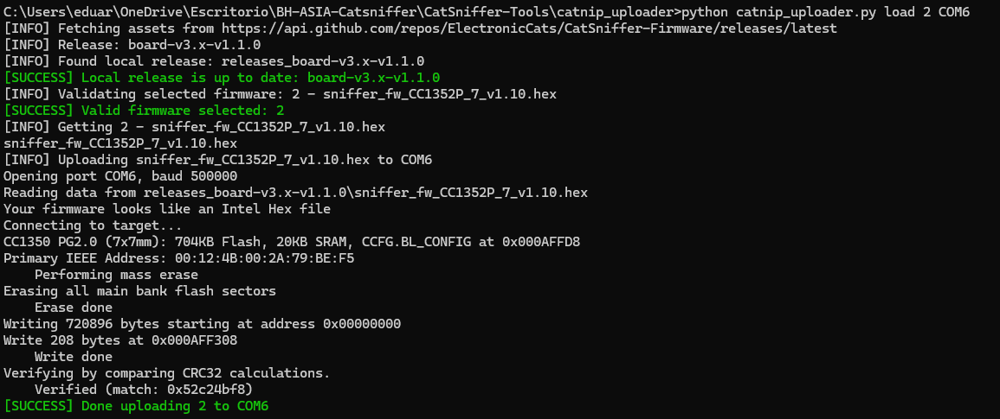 C:\Users\eduar\OneDrive\Escritorio\BH-ASIA-Catsniffer\CatSniffer-Tools\catnip_uploader>python catnip_uploader.py load 2 COM6
[INFO] Fetching assets from https://api.github.com/repos/ElectronicCats/CatSniffer-Firmware/releases/latest
[INFO] Release: board-v3.x-v1.1.0
[INFO] Found local release: releases_board-v3.x-v1.1.0
[SUCCESS] Local release is up to date: board-v3.x-v1.1.0
[INFO] Validating selected firmware: 2 - sniffer_fw_CC1352P_7_v1.10.hex
[SUCCESS] Valid firmware selected: 2
[INFO] Getting 2 - sniffer_fw_CC1352P_7_v1.10.hex
sniffer_fw_CC1352P_7_v1.10.hex
[INFO] Uploading sniffer_fw_CC1352P_7_v1.10.hex to COM6
Opening port COM6, baud 500000
Reading data from releases_board-v3.x-v1.1.0\sniffer_fw_CC1352P_7_v1.10.hex
Your firmware looks like an Intel Hex file
Connecting to target...
CC1350 PG2.0 (7x7mm): 704KB Flash, 20KB SRAM, CCFG.BL_CONFIG at 0x000AFFD8
Primary IEEE Address: 00:12:4B:00:2A:79:BE:F5
    Performing mass erase
Erasing all main bank flash sectors
    Erase done
Writing 720896 bytes starting at address 0x00000000
Write 208 bytes at 0x000AFF308
    Write done
Verifying by comparing CRC32 calculations.
    Verified (match: 0x52c24bf8)
[SUCCESS] Done uploading 2 to COM6